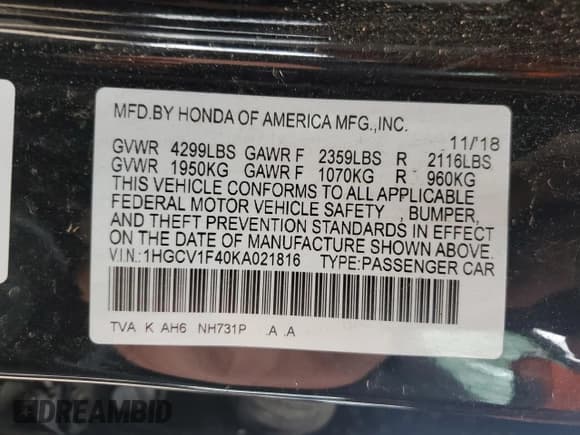 MFD.BY HONDA OF AMERICA MFG.,INC.
11/'18
GVWR 4299LBS GAWR F 2359LBS R 2116LBS
GVWR 1950KG GAWR F 1070KG R 960KG
THIS VEHICLE CONFORMS TO ALL APPLICABLE
FEDERAL MOTOR VEHICLE SAFETY , BUMPER,
AND THEFT PREVENTION STANDARDS IN EFFECT
ON THE DATE OF MANUFACTURE SHOWN ABOVE.
V.I.N.:1HGCV1F40KA021816 TYPE:PASSENGER CAR
TVA K AH6 NH731P .A .A
DREAMBID